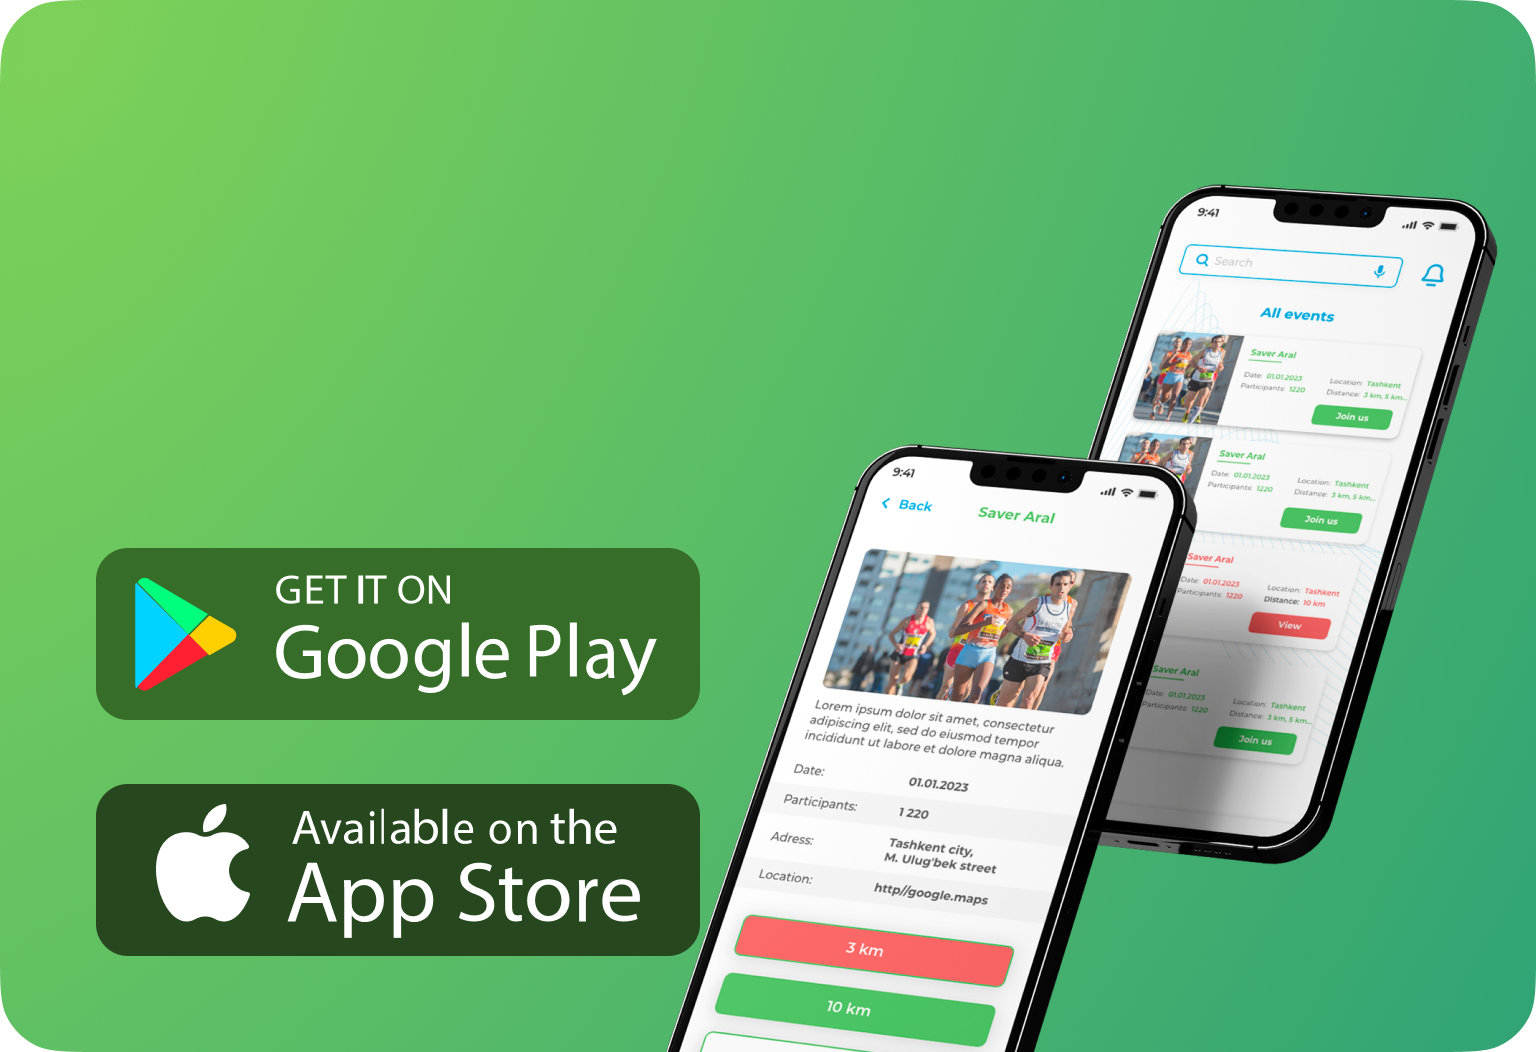 GET IT ON
Google Play
Available on the
App Store
9:41
Back
Saver Aral
Lorem ipsum dolor sit amet, consectetur
adipiscing elit, sed do eiusmod tempor
incididunt ut labore et dolore magna aliqua.
Date: 01.01.2023
Participants: 1 220
Adress: Tashkent city,
M. Ulug'bek street
Location: http//google.maps
3 km
10 km
9:41
Search
All events
Saver Aral
Date: 01.01.2023 Location: Tashkent
Participants: 1220 Distance: 3 km, 5 km...
Join us
Saver Aral
Date: 01.01.2023 Location: Tashkent
Participants: 1220 Distance: 3 km, 5 km...
Join us
Saver Aral
Date: 01.01.2023 Location: Tashkent
Participants: 1220 Distance: 10 km
View
Saver Aral
Date: 01.01.2023 Location: Tashkent
Participants: 1220 Distance: 3 km, 5 km...
Join us